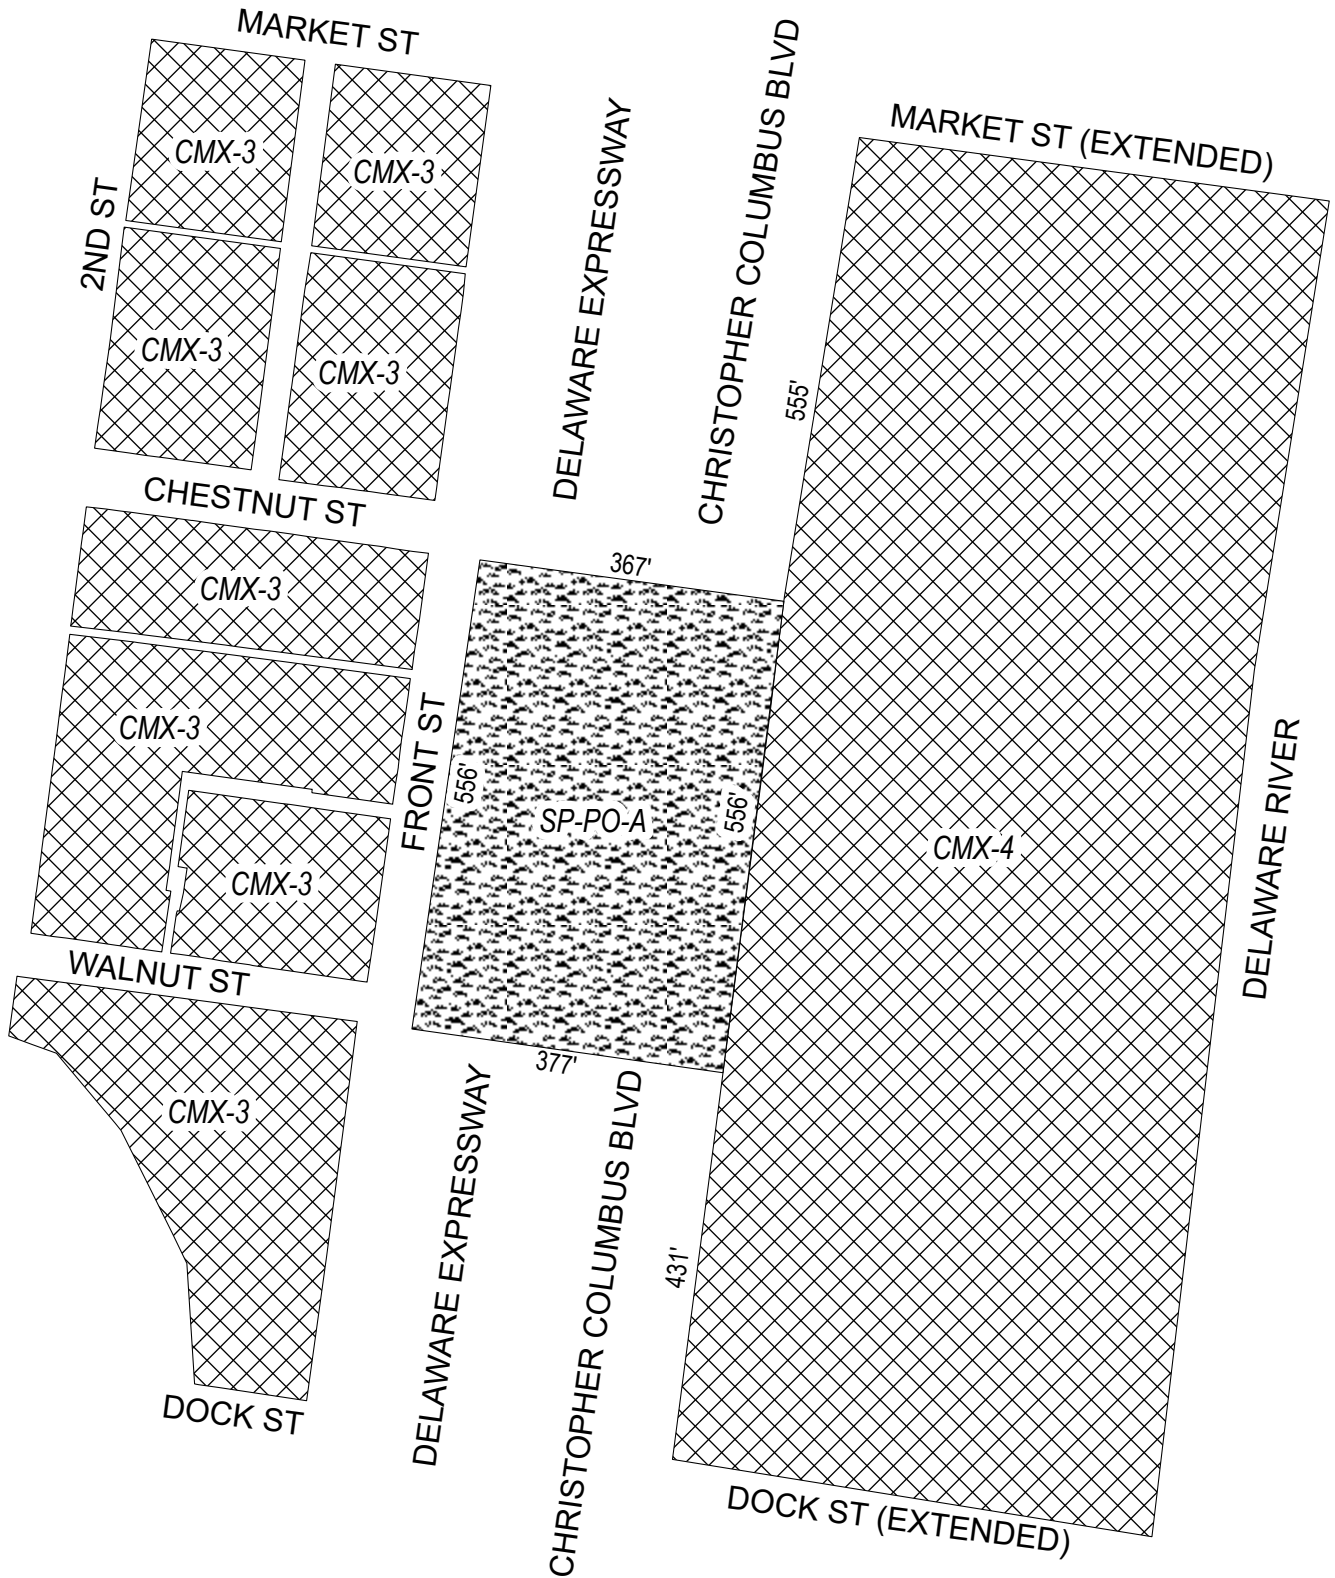 MARKET ST
CHRISTOPHER COLUMBUS BLVD
DELAWARE EXPRESSWAY
MARKET ST (EXTENDED)
CMX-3
CMX-3
2ND ST
CMX-3
CMX-3
555'
CHESTNUT ST
367'
CMX-3
CMX-3
FRONT ST
556'
SP-PO-A
556'
CMX-4
DELAWARE RIVER
CMX-3
WALNUT ST
377'
CMX-3
DELAWARE EXPRESSWAY
CHRISTOPHER COLUMBUS BLVD
431'
DOCK ST
DOCK ST (EXTENDED)